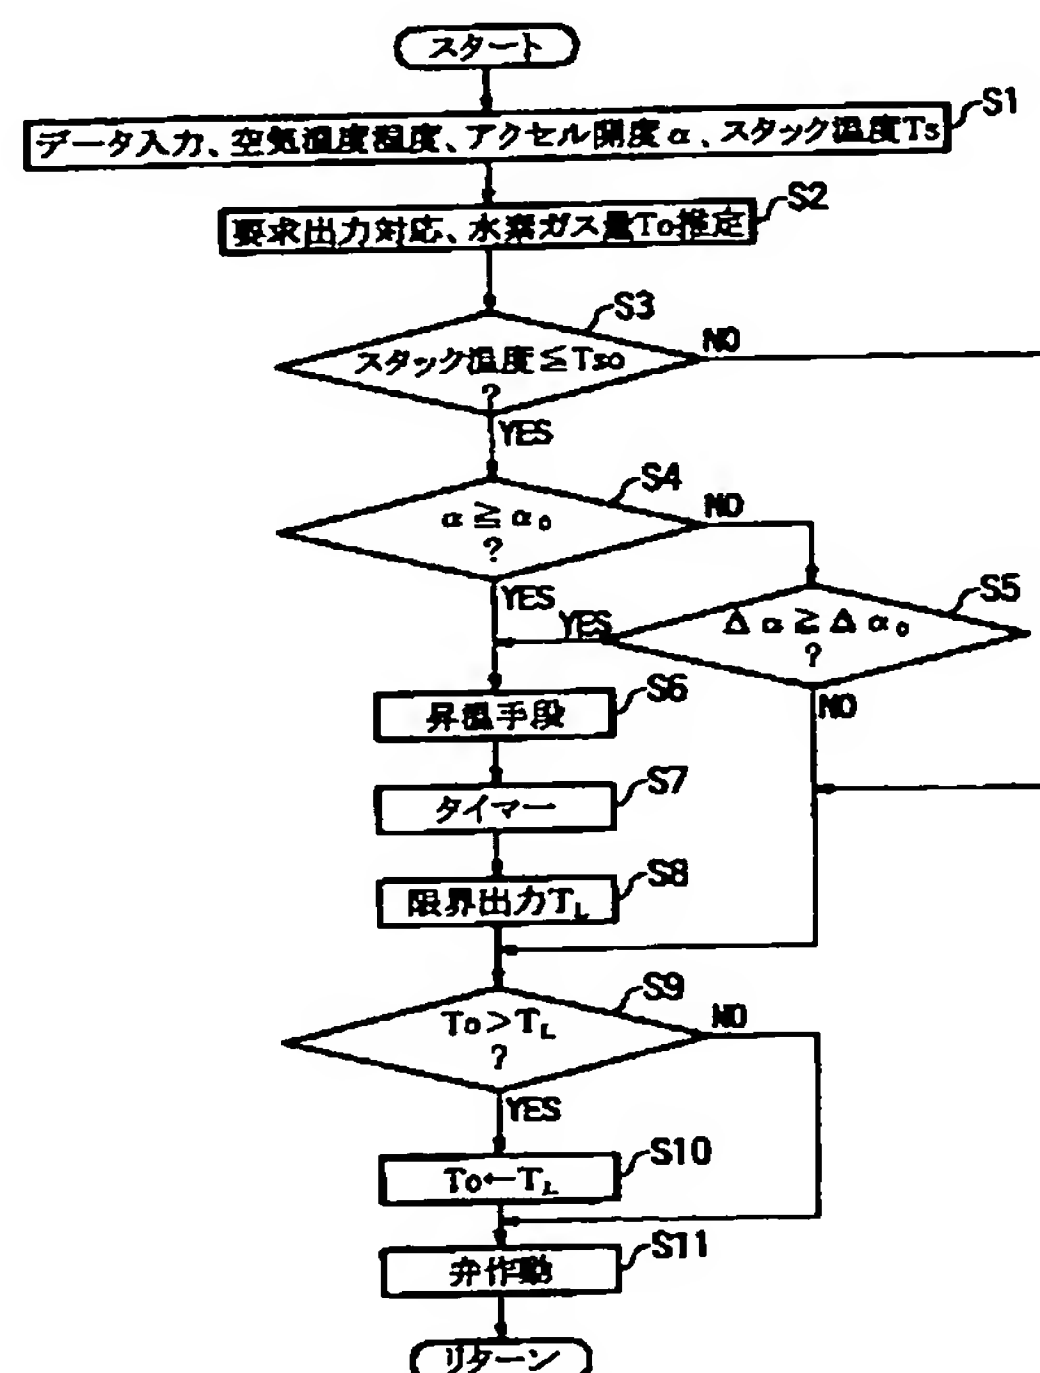 スタート
S1
データ入力、空気温度湿度、アクセル開度α、スタック温度Ts
S2
要求出力対応、水素ガス量To推定
S3
スタック温度≦Tso
?
NO
YES
S4
α≧α0
?
NO
YES
S5
Δα≧Δα0
?
YES
NO
S6
昇温手段
S7
タイマー
S8
限界出力TL
S9
To>TL
?
NO
YES
S10
To←TL
S11
弁作動
リターン